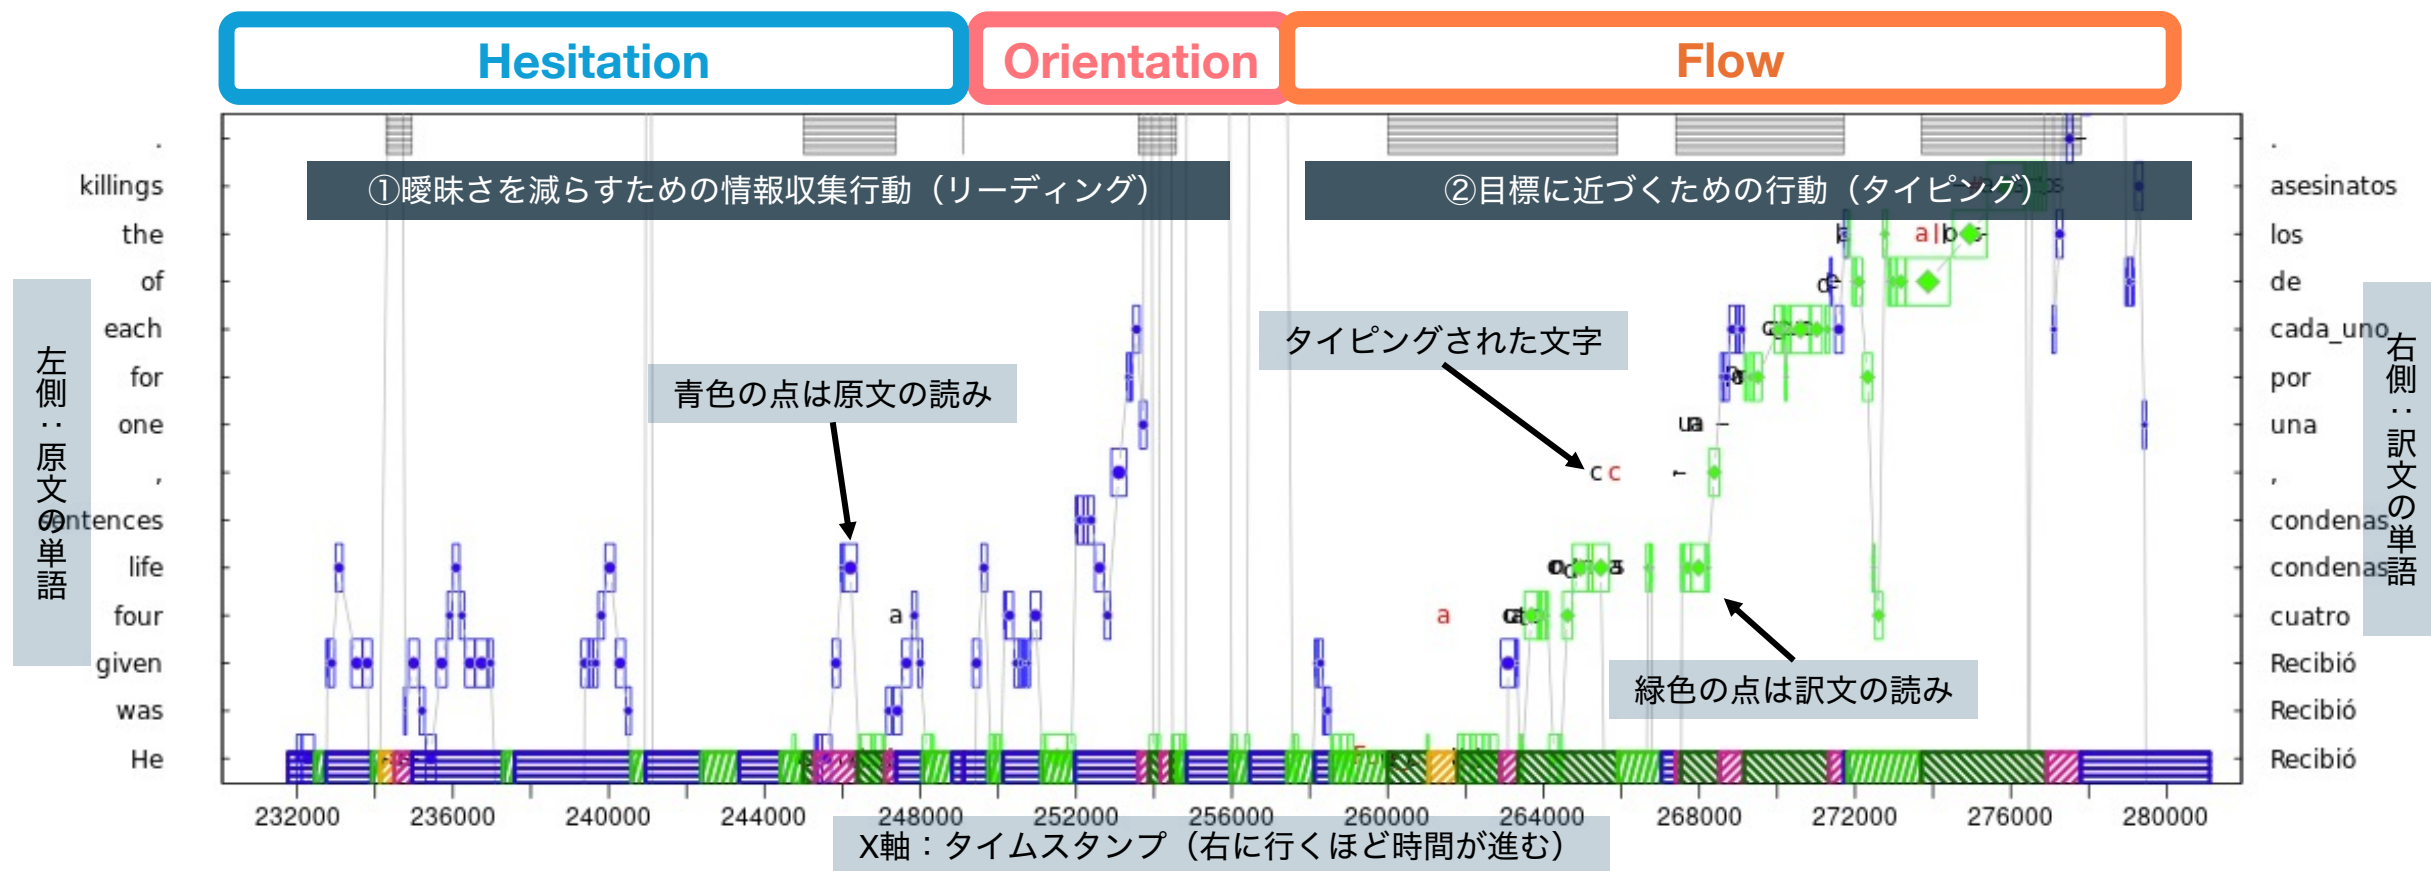 Hesitation
Orientation
Flow
①曖昧さを減らすための情報収集行動（リーディング）
②目標に近づくための行動（タイピング）
.
killings
the
of
each
for
one
,
sentences
life
four
given
was
He
左側：原文の単語
青色の点は原文の読み
タイピングされた文字
緑色の点は訳文の読み
a
a
c c
ua
a l
.
asesinatos
los
de
cada_uno
por
una
,
condenas
condenas
cuatro
Recibió
Recibió
Recibió
右側：訳文の単語
232000 236000 240000 244000 248000 252000 256000 260000 264000 268000 272000 276000 280000
X軸：タイムスタンプ（右に行くほど時間が進む）